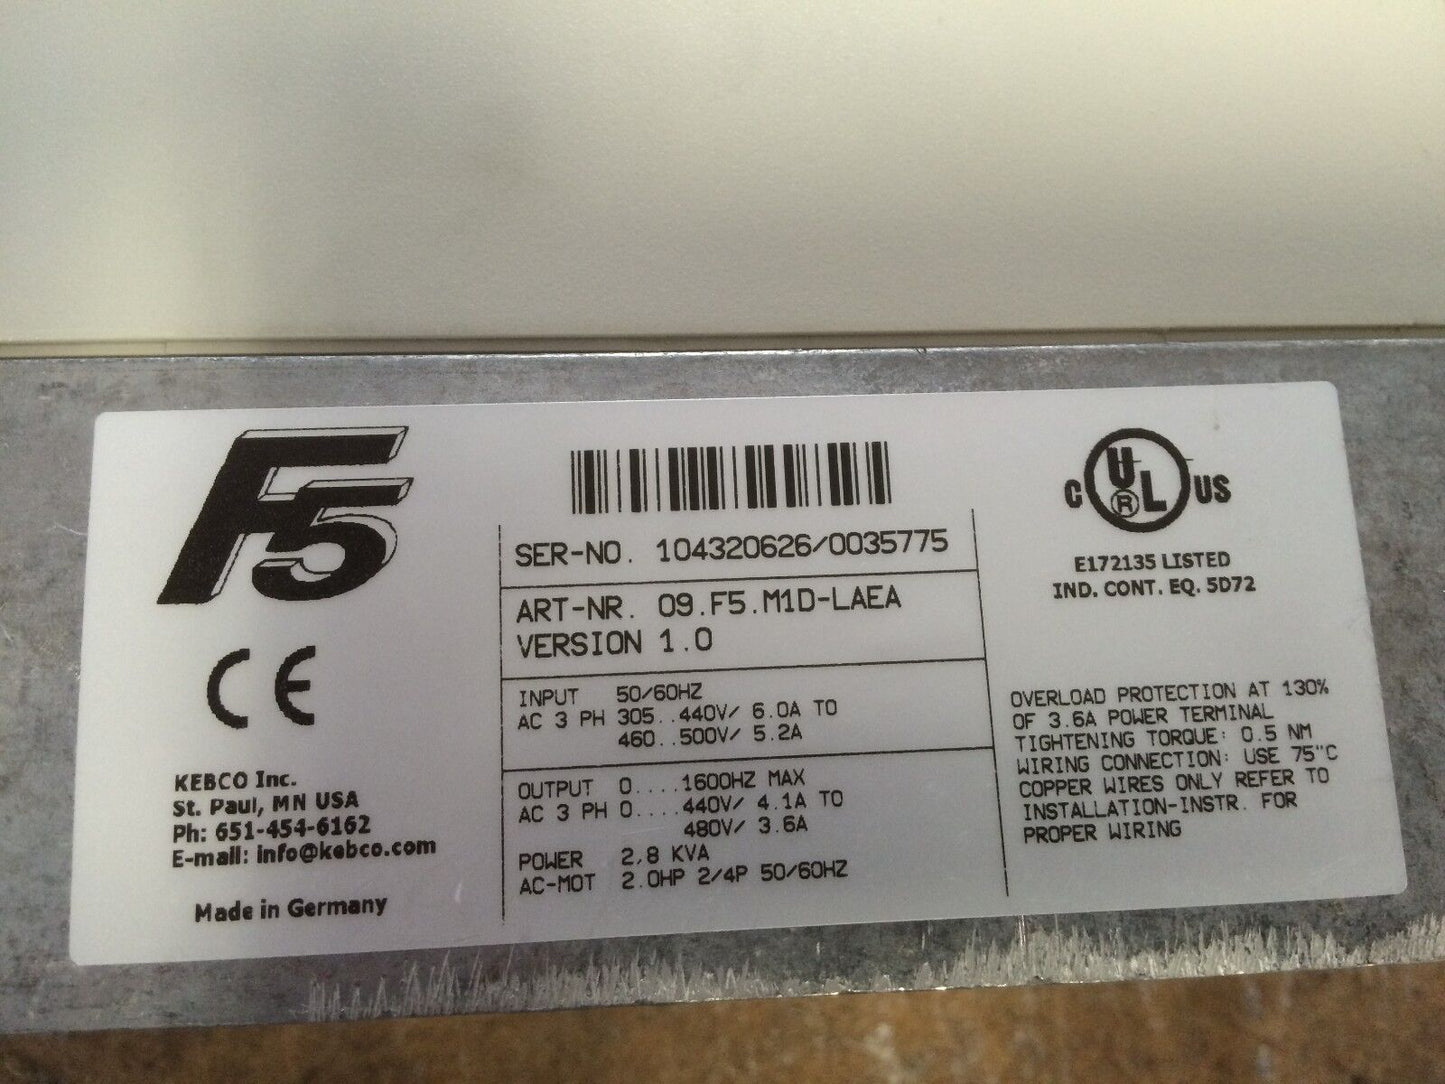 F5
CE
KEBCO Inc.
St. Paul, MN USA
Ph: 651-454-6162
E-mail: info@kebco.com
Made in Germany
SER-NO. 104320626/0035775
ART-NR. 09.F5.M1D-LAEA
VERSION 1.0
INPUT 50/60HZ
AC 3 PH 305..440V/ 6.0A TO
460..500V/ 5.2A
OUTPUT 0....1600HZ MAX
AC 3 PH 0....440V/ 4.1A TO
480V/ 3.6A
POWER 2,8 KVA
AC-MOT 2.0HP 2/4P 50/60HZ
C UL US
®
E172135 LISTED
IND. CONT. EQ. 5D72
OVERLOAD PROTECTION AT 130%
OF 3.6A POWER TERMINAL
TIGHTENING TORQUE: 0.5 NM
WIRING CONNECTION: USE 75"C
COPPER WIRES ONLY REFER TO
INSTALLATION-INSTR. FOR
PROPER WIRING